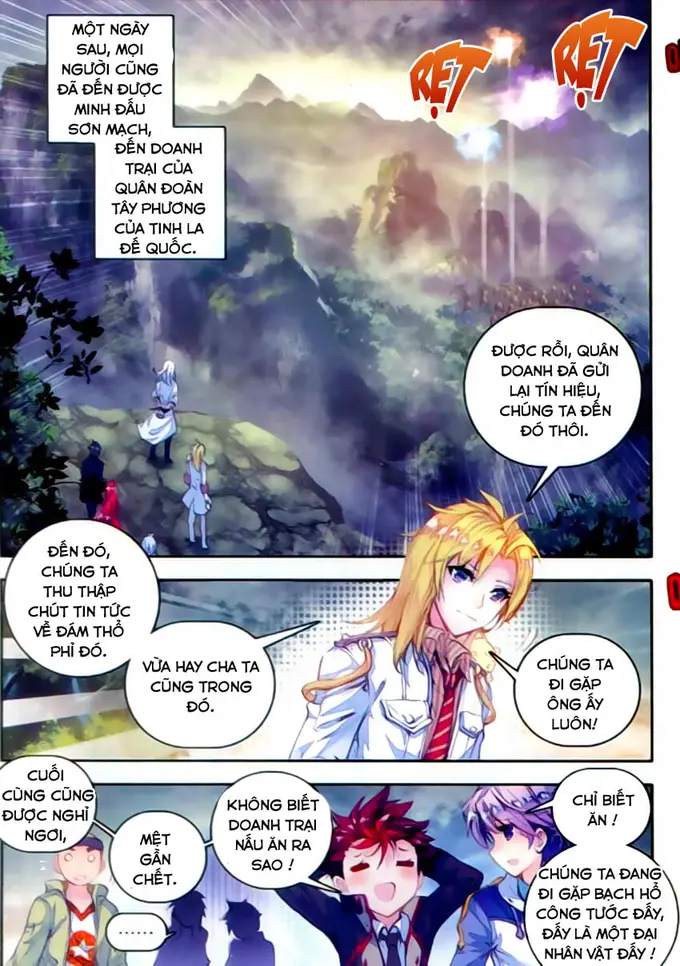 MỘT NGÀY
SAU, MỌI
NGƯỜI CŨNG
ĐÃ ĐẾN ĐƯỢC
MINH ĐẤU
SƠN MẠCH,
ĐẾN DOANH
TRẠI CỦA
QUÂN ĐOÀN
TÂY PHƯƠNG
CỦA TINH LA
ĐẾ QUỐC.
RẸT
RẸT
ĐƯỢC RỒI, QUÂN
DOANH ĐÃ GỬI
LẠI TÍN HIỆU,
CHÚNG TA ĐẾN
ĐÓ THÔI.
ĐẾN ĐÓ,
CHÚNG TA
THU THẬP
CHÚT TIN TỨC
VỀ ĐÁM THỔ
PHỈ ĐÓ.
VỪA HAY CHA TA
CŨNG TRONG
ĐÓ.
CHÚNG TA
ĐI GẶP
ÔNG ẤY
LUÔN!
CUỐI
CÙNG CŨNG
ĐƯỢC NGHỈ
NGƠI,
MỆT
GẦN
CHẾT.
......
KHÔNG BIẾT
DOANH TRẠI
NẤU ĂN RA
SAO !
CHỈ BIẾT
ĂN !
CHÚNG TA ĐANG
ĐI GẶP BẠCH HỔ
CÔNG TƯỚC ĐẤY,
ĐẤY LÀ MỘT ĐẠI
NHÂN VẬT ĐẤY !